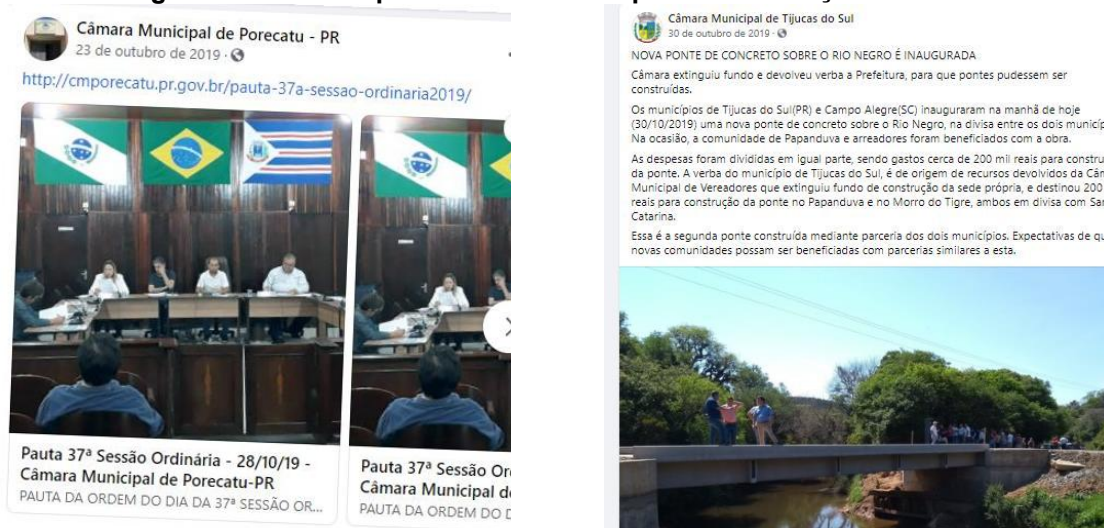 Câmara Municipal de Porecatu - PR
23 de outubro de 2019
http://cmporecatu.pr.gov.br/pauta-37a-sessao-ordinaria2019/
Pauta 37ª Sessão Ordinária - 28/10/19 -
Câmara Municipal de Porecatu-PR
PAUTA DA ORDEM DO DIA DA 37ª SESSÃO OR...
Pauta 37ª Sessão Or
Câmara Municipal d
PAUTA DA ORDEM DO D
Câmara Municipal de Tijucas do Sul
30 de outubro de 2019
NOVA PONTE DE CONCRETO SOBRE O RIO NEGRO É INAUGURADA
Câmara extinguiu fundo e devolveu verba a Prefeitura, para que pontes pudessem ser
construídas.
Os municípios de Tijucas do Sul(PR) e Campo Alegre(SC) inauguraram na manhã de hoje
(30/10/2019) uma nova ponte de concreto sobre o Rio Negro, na divisa entre os dois municíp
Na ocasião, a comunidade de Papanduva e arreadores foram beneficiados com a obra.
As despesas foram divididas em igual parte, sendo gastos cerca de 200 mil reais para constru
da ponte. A verba do município de Tijucas do Sul, é de origem de recursos devolvidos da Câm
Municipal de Vereadores que extinguiu fundo de construção da sede própria, e destinou 200
reais para construção da ponte no Papanduva e no Morro do Tigre, ambos em divisa com San
Catarina.
Essa é a segunda ponte construída mediante parceria dos dois municípios. Expectativas de qu
novas comunidades possam ser beneficiadas com parcerias similares a esta.